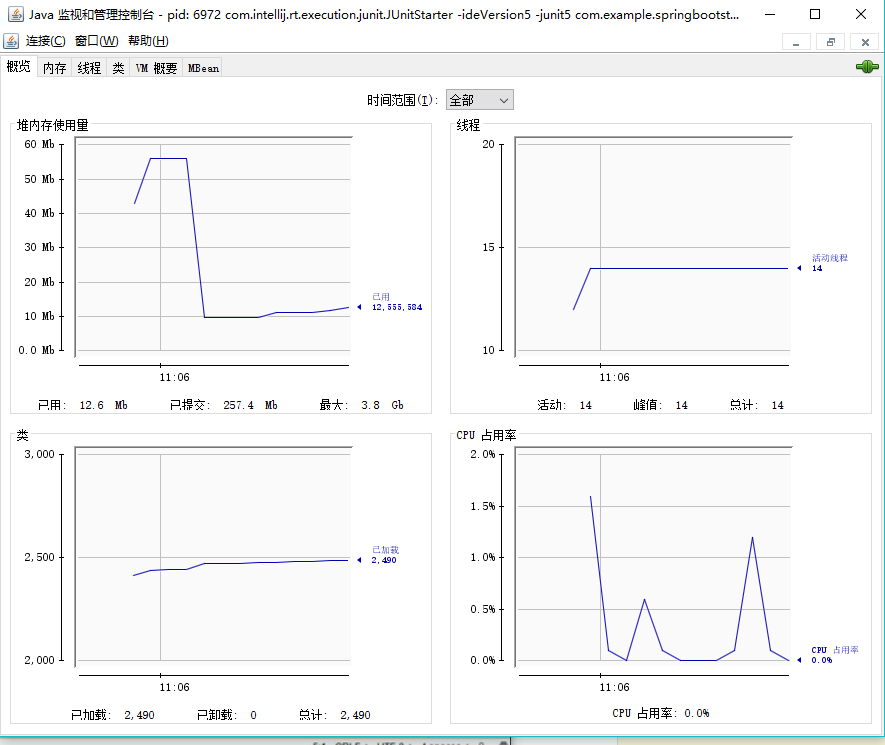 Java 监视和管理控制台 - pid: 6972 com.intellij.rt.execution.junit.JUnitStarter -ideVersion5 -junit5 com.example.springbootst...
连接(C) 窗口(W) 帮助(H)
概览 内存 线程 类 VM 概要 MBean
时间范围(T): 全部
堆内存使用量
60 Mb
50 Mb
40 Mb
30 Mb
20 Mb
10 Mb
0.0 Mb
已用
12,555,584
11:06
已用: 12.6 Mb 已提交: 257.4 Mb 最大: 3.8 Gb
线程
20
15
10
活动线程
14
11:06
活动: 14 峰值: 14 总计: 14
类
3,000
2,500
2,000
已加载
2,490
11:06
已加载: 2,490 已卸载: 0 总计: 2,490
CPU 占用率
2.0%
1.5%
1.0%
0.5%
0.0%
CPU 占用率
0.0%
11:06
CPU 占用率: 0.0%